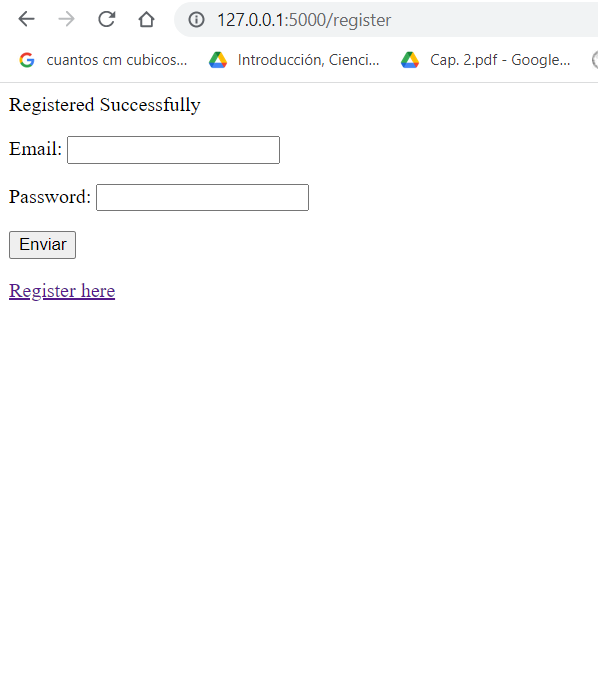 127.0.0.1:5000/register
cuantos cm cubicos... Introducción, Cienci... Cap. 2.pdf - Google...
Registered Successfully
Email:
Password:
Enviar
Register here